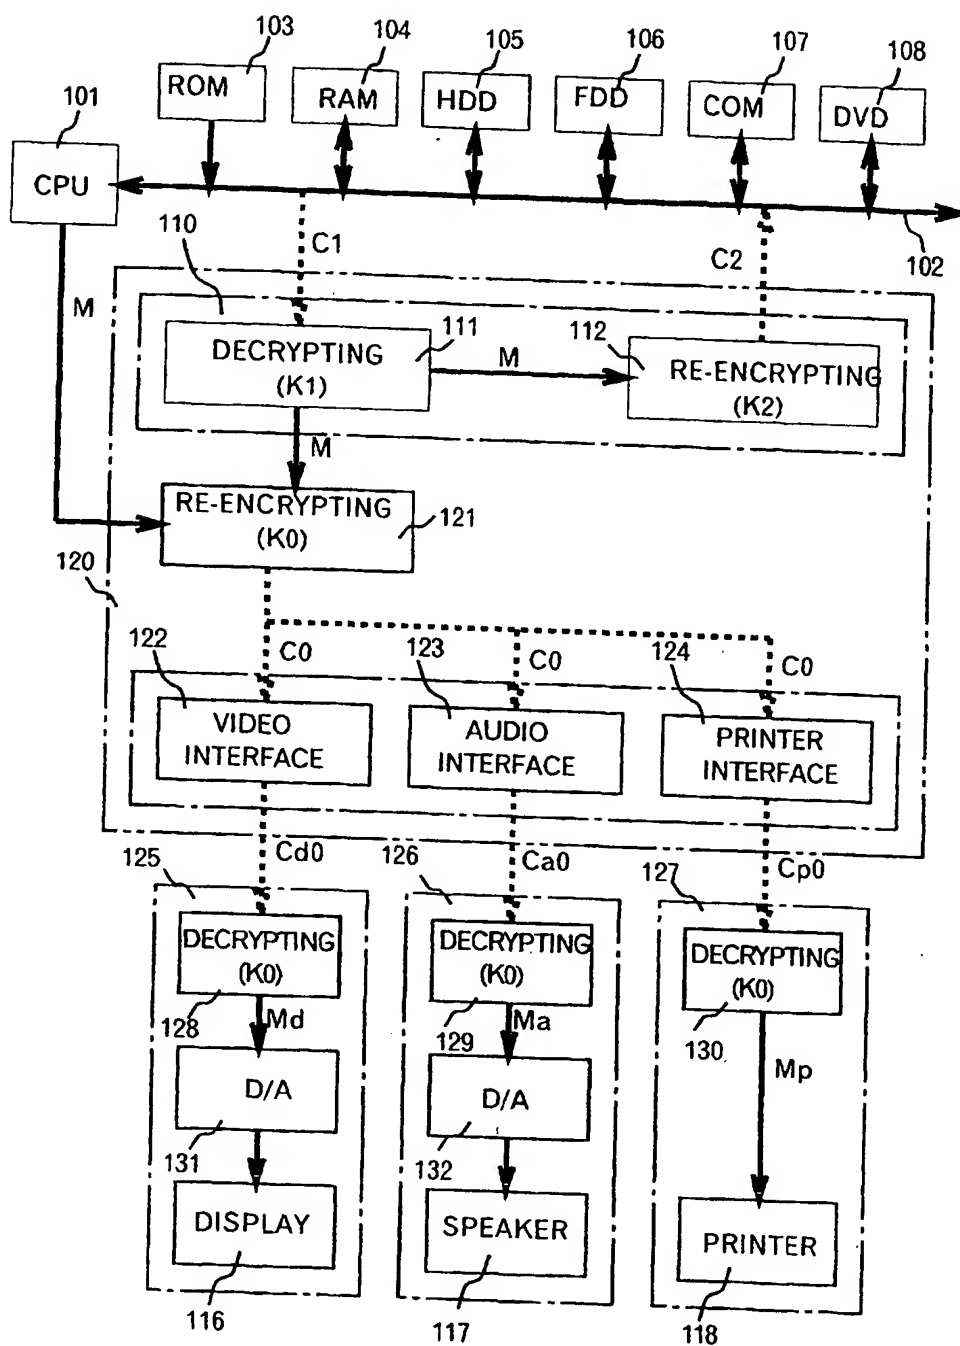 103
104
105
106
107
108
ROM
RAM
HDD
FDD
COM
DVD
101
CPU
110
C1
C2
102
M
DECRYPTING
(K1)
111
M
112
RE-ENCRYPTING
(K2)
M
RE-ENCRYPTING
(K0)
121
120
122
C0
123
C0
124
C0
VIDEO
INTERFACE
AUDIO
INTERFACE
PRINTER
INTERFACE
125
Cd0
126
Ca0
127
Cp0
DECRYPTING
(K0)
DECRYPTING
(K0)
DECRYPTING
(K0)
128
Md
129
Ma
130
Mp
D/A
D/A
131
132
DISPLAY
SPEAKER
PRINTER
116
117
118